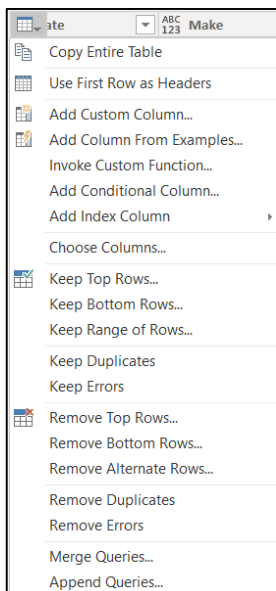 ate ABC 123 Make
Copy Entire Table
Use First Row as Headers
Add Custom Column...
Add Column From Examples...
Invoke Custom Function...
Add Conditional Column...
Add Index Column
Choose Columns...
Keep Top Rows...
Keep Bottom Rows...
Keep Range of Rows...
Keep Duplicates
Keep Errors
Remove Top Rows...
Remove Bottom Rows...
Remove Alternate Rows...
Remove Duplicates
Remove Errors
Merge Queries...
Append Queries...